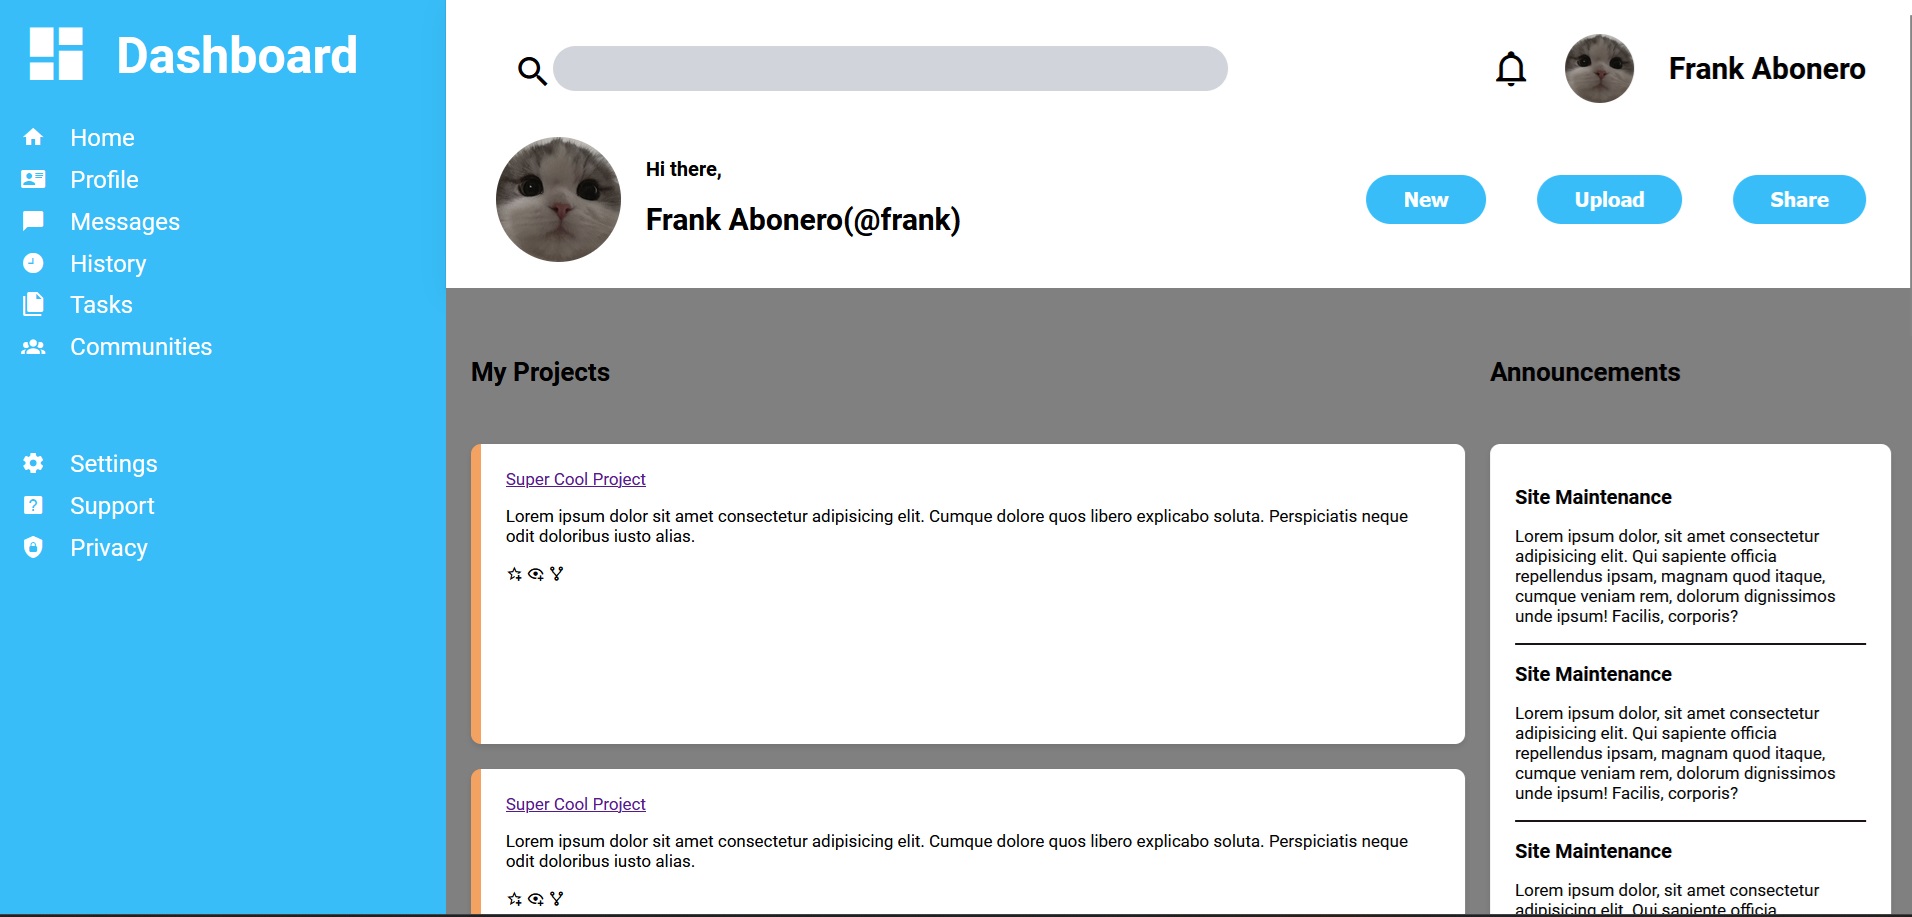 Dashboard
Home
Profile
Messages
History
Tasks
Communities
Settings
Support
Privacy
Frank Abonero
Hi there,
Frank Abonero(@frank)
New
Upload
Share
My Projects
Super Cool Project
Lorem ipsum dolor sit amet consectetur adipisicing elit. Cumque dolore quos libero explicabo soluta. Perspiciatis neque
odit doloribus iusto alias.
Super Cool Project
Lorem ipsum dolor sit amet consectetur adipisicing elit. Cumque dolore quos libero explicabo soluta. Perspiciatis neque
odit doloribus iusto alias.
Announcements
Site Maintenance
Lorem ipsum dolor, sit amet consectetur
adipisicing elit. Qui sapiente officia
repellendus ipsam, magnam quod itaque,
cumque veniam rem, dolorum dignissimos
unde ipsum! Facilis, corporis?
Site Maintenance
Lorem ipsum dolor, sit amet consectetur
adipisicing elit. Qui sapiente officia
repellendus ipsam, magnam quod itaque,
cumque veniam rem, dolorum dignissimos
unde ipsum! Facilis, corporis?
Site Maintenance
Lorem ipsum dolor, sit amet consectetur
adipisicing elit. Qui sapiente officia